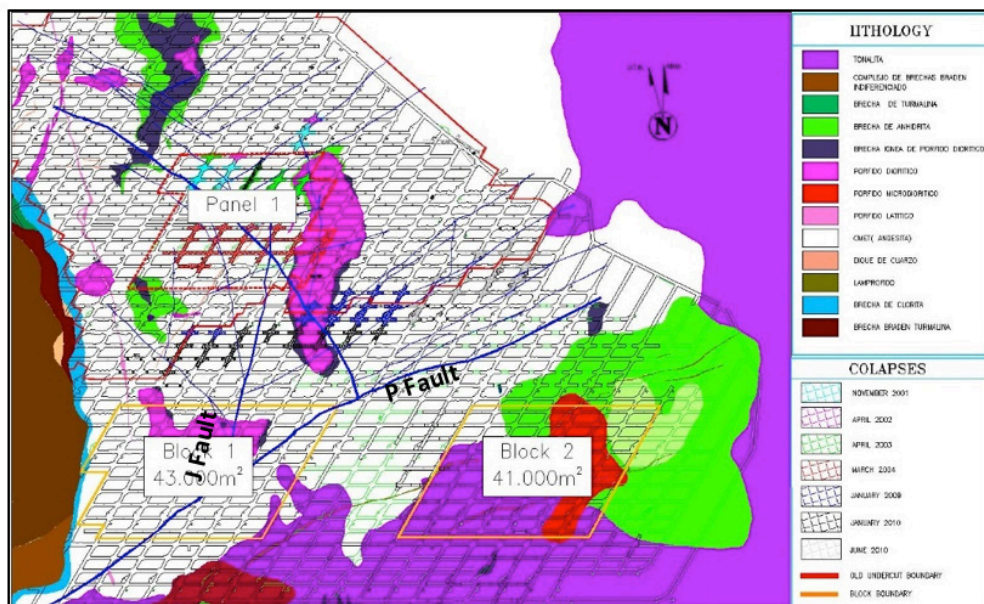 N
Panel 1
P Fault
J Fault
Block 1
43.000m²
Block 2
41.000m²
LITHOLOGY
TONALITA
COMPLEJO DE BRECHAS BRADEN
INDIFERENCIADO
BRECHA DE TURMALINA
BRECHA DE ANHIDRITA
BRECHA IGNEA DE PORFIDO DIORITICO
PORFIDO DIORITICO
PORFIDO MICRODIORITICO
PORFIDO LATITICO
CMET( ANDESITA)
DIQUE DE CUARZO
LAMPROFIDO
BRECHA DE CLORITA
BRECHA BRADEN TURMALINA
COLAPSES
NOVEMBER 2001
APRIL 2002
APRIL 2003
MARCH 2004
JANUARY 2009
JANUARY 2010
JUNE 2010
OLD UNDERCUT BOUNDARY
BLOCK BOUNDARY